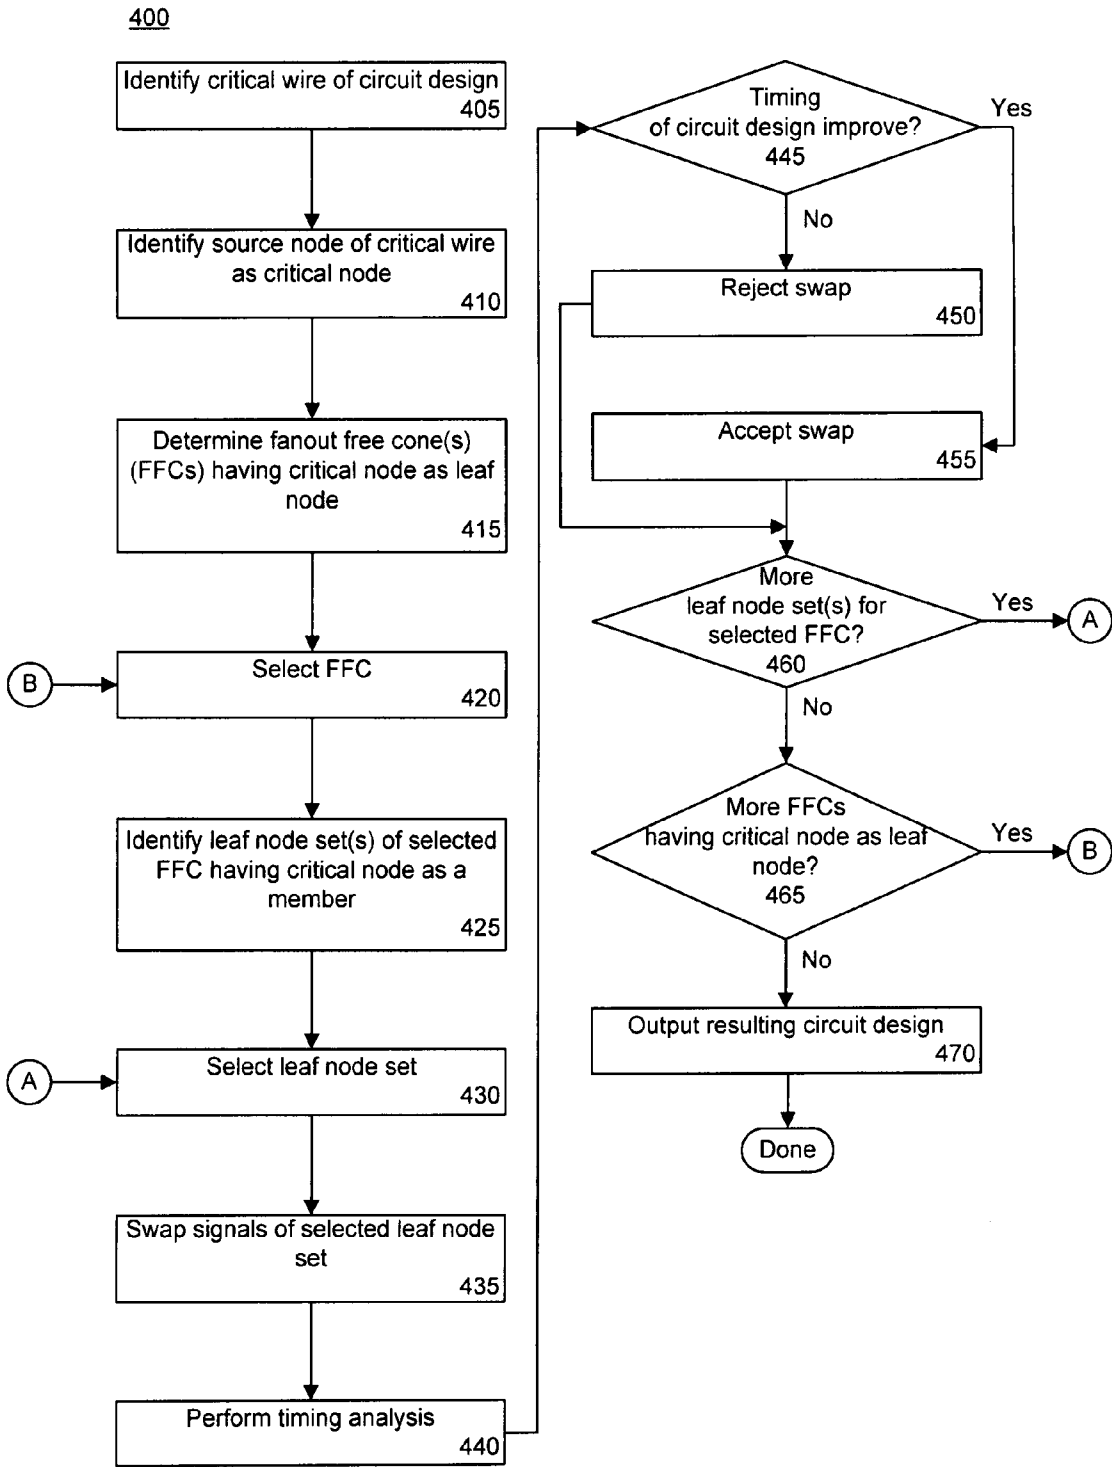 400
Identify critical wire of circuit design
405
Identify source node of critical wire
as critical node
410
Determine fanout free cone(s)
(FFCs) having critical node as leaf
node
415
B
Select FFC
420
Identify leaf node set(s) of selected
FFC having critical node as a
member
425
A
Select leaf node set
430
Swap signals of selected leaf node
set
435
Perform timing analysis
440
Timing
of circuit design improve?
445
Yes
No
Reject swap
450
Accept swap
455
More
leaf node set(s) for
selected FFC?
460
Yes
A
No
More FFCs
having critical node as leaf
node?
465
Yes
B
No
Output resulting circuit design
470
Done